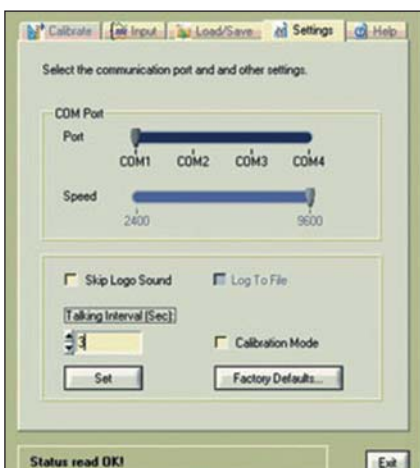 Calibrate Input Load/Save Settings Help
Select the communication port and and other settings.
COM Port
Port
COM1 COM2 COM3 COM4
Speed
2400 9600
Skip Logo Sound Log To File
Talking Interval (Sec):
3
Calibration Mode
Set Factory Defaults...
Status read OK! Exit